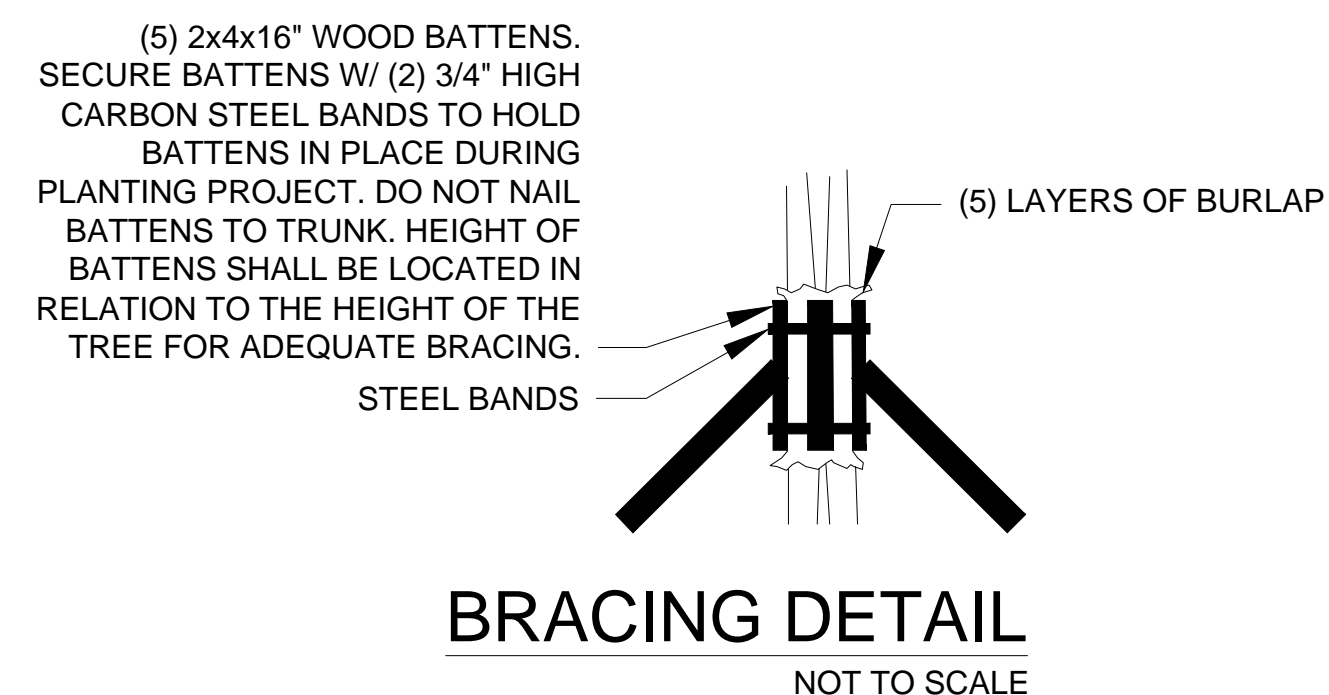 (5) 2x4x16" WOOD BATTENS.
SECURE BATTENS W/ (2) 3/4" HIGH
CARBON STEEL BANDS TO HOLD
BATTENS IN PLACE DURING
PLANTING PROJECT. DO NOT NAIL
BATTENS TO TRUNK. HEIGHT OF
BATTENS SHALL BE LOCATED IN
RELATION TO THE HEIGHT OF THE
TREE FOR ADEQUATE BRACING.
STEEL BANDS
(5) LAYERS OF BURLAP
BRACING DETAIL
NOT TO SCALE